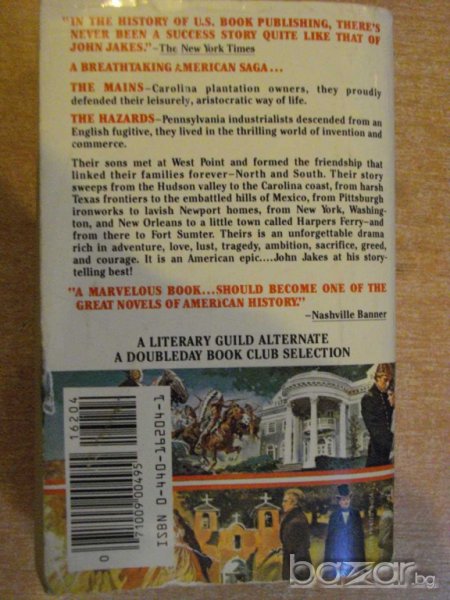 "IN THE HISTORY OF U.S. BOOK PUBLISHING, THERE'S
NEVER BEEN A SUCCESS STORY QUITE LIKE THAT OF
JOHN JAKES."—The New York Times
A BREATHTAKING AMERICAN SAGA...
THE MAINS—Carolina plantation owners, they proudly
defended their leisurely, aristocratic way of life.
THE HAZARDS—Pennsylvania industrialists descended from an
English fugitive, they lived in the thrilling world of invention and
commerce.
Their sons met at West Point and formed the friendship that
linked their families forever—North and South. Their story
sweeps from the Hudson valley to the Carolina coast, from harsh
Texas frontiers to the embattled hills of Mexico, from Pittsburgh
ironworks to lavish Newport homes, from New York, Washing-
ton, and New Orleans to a little town called Harpers Ferry—and
from there to Fort Sumter. Theirs is an unforgettable drama
rich in adventure, love, lust, tragedy, ambition, sacrifice, greed,
and courage. It is an American epic....John Jakes at his story-
telling best!
"A MARVELOUS BOOK...SHOULD BECOME ONE OF THE
GREAT NOVELS OF AMERICAN HISTORY."
—Nashville Banner
A LITERARY GUILD ALTERNATE
A DOUBLEDAY BOOK CLUB SELECTION
16204
0 71009 00495
ISBN 0-440-16204-1
bazar.bg